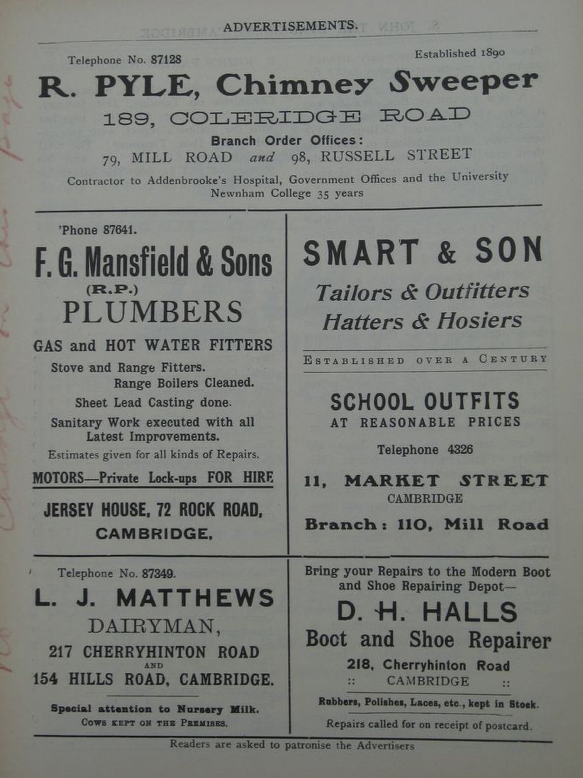 ADVERTISEMENTS.
Telephone No. 87128
Established 1890
R. PYLE, Chimney Sweeper
189, COLERIDGE ROAD
Branch Order Offices:
79, MILL ROAD and 98, RUSSELL STREET
Contractor to Addenbrooke's Hospital, Government Offices and the University
Newnham College 35 years
'Phone 87641.
F. G. Mansfield & Sons
(R.P.)
PLUMBERS
GAS and HOT WATER FITTERS
Stove and Range Fitters.
Range Boilers Cleaned.
Sheet Lead Casting done.
Sanitary Work executed with all
Latest Improvements.
Estimates given for all kinds of Repairs.
MOTORS—Private Lock-ups FOR HIRE
JERSEY HOUSE, 72 ROCK ROAD,
CAMBRIDGE.
SMART & SON
Tailors & Outfitters
Hatters & Hosiers
ESTABLISHED OVER A CENTURY
SCHOOL OUTFITS
AT REASONABLE PRICES
Telephone 4326
11, MARKET STREET
CAMBRIDGE
Branch: 110, Mill Road
Telephone No. 87349.
L. J. MATTHEWS
DAIRYMAN,
217 CHERRYHINTON ROAD
AND
154 HILLS ROAD, CAMBRIDGE.
Special attention to Nursery Milk.
COWS KEPT ON THE PREMISES.
Bring your Repairs to the Modern Boot
and Shoe Repairing Depot—
D. H. HALLS
Boot and Shoe Repairer
218, Cherryhinton Road
:: CAMBRIDGE ::
Rubbers, Polishes, Laces, etc., kept in Stock.
Repairs called for on receipt of postcard.
Readers are asked to patronise the Advertisers